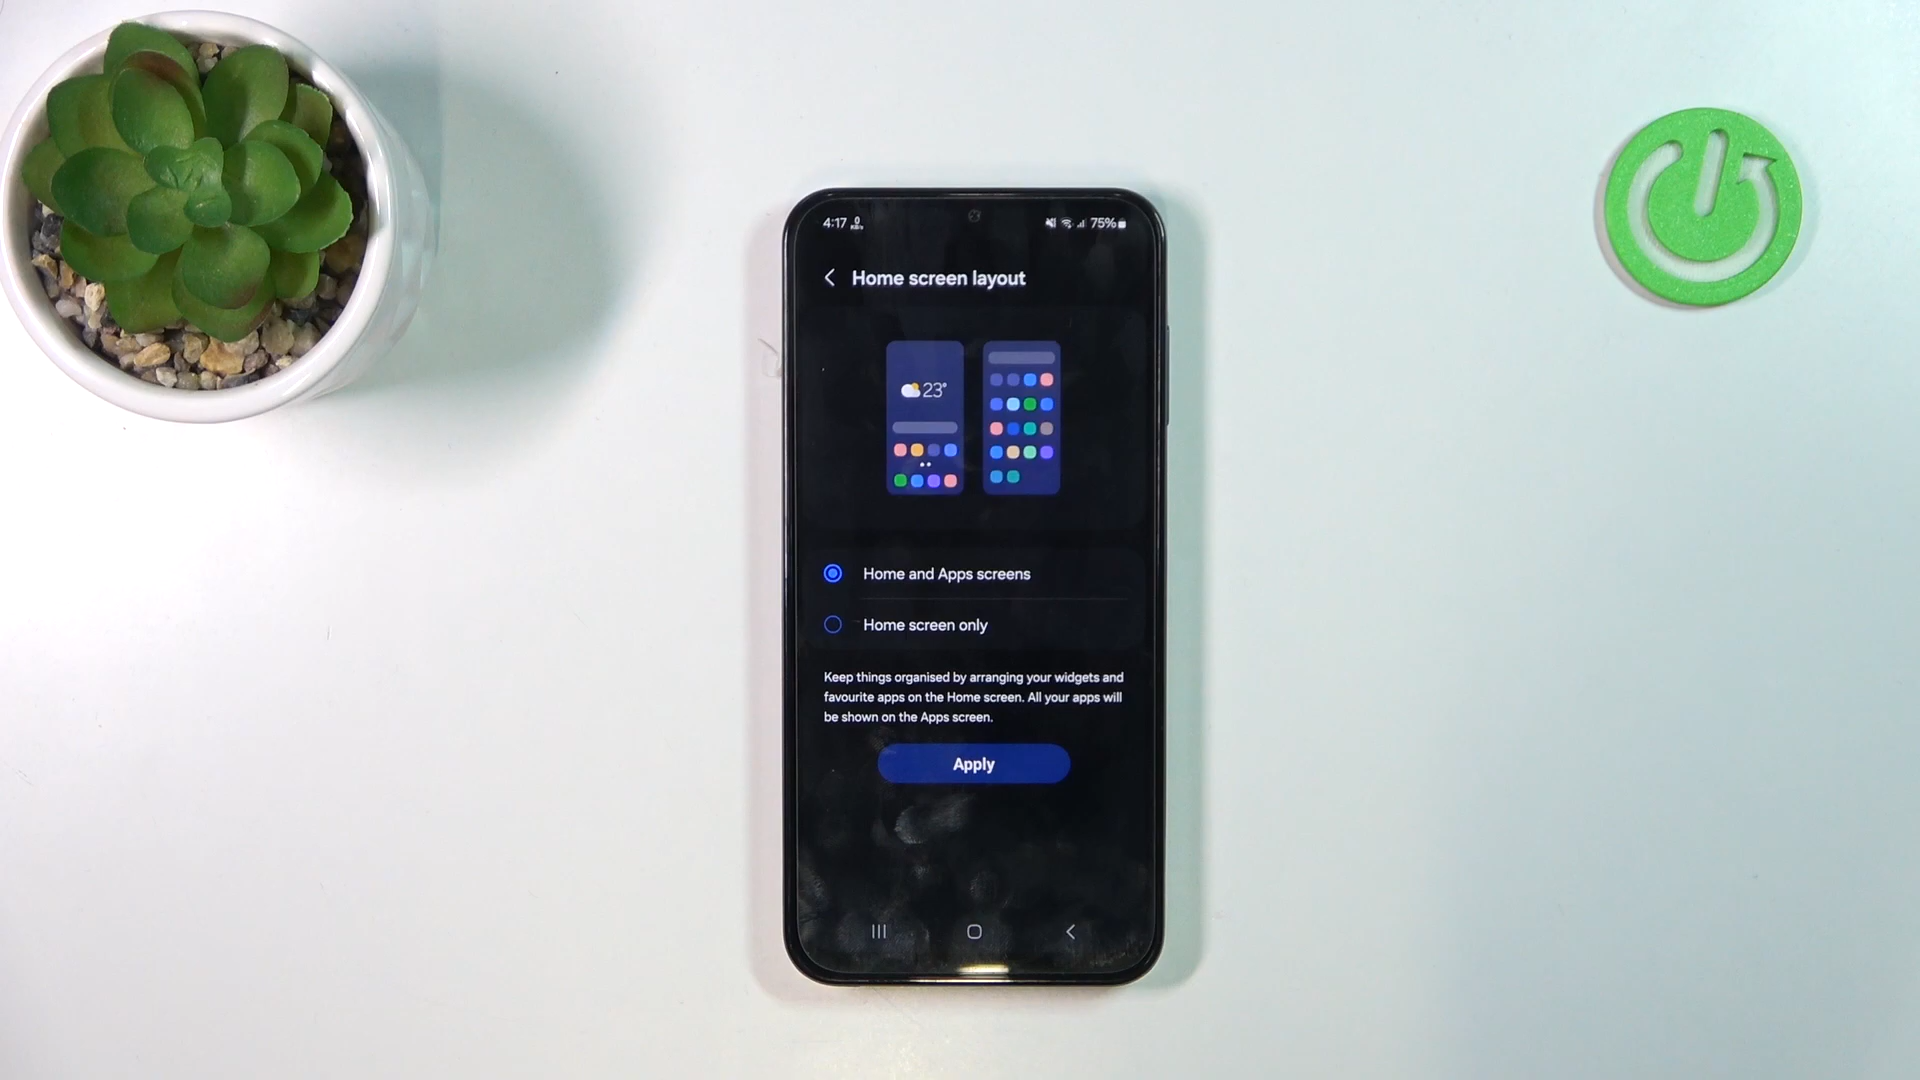 4:17 0 KB/s 75%
Home screen layout
23°
Home and Apps screens
Home screen only
Keep things organised by arranging your widgets and
favourite apps on the Home screen. All your apps will
be shown on the Apps screen.
Apply